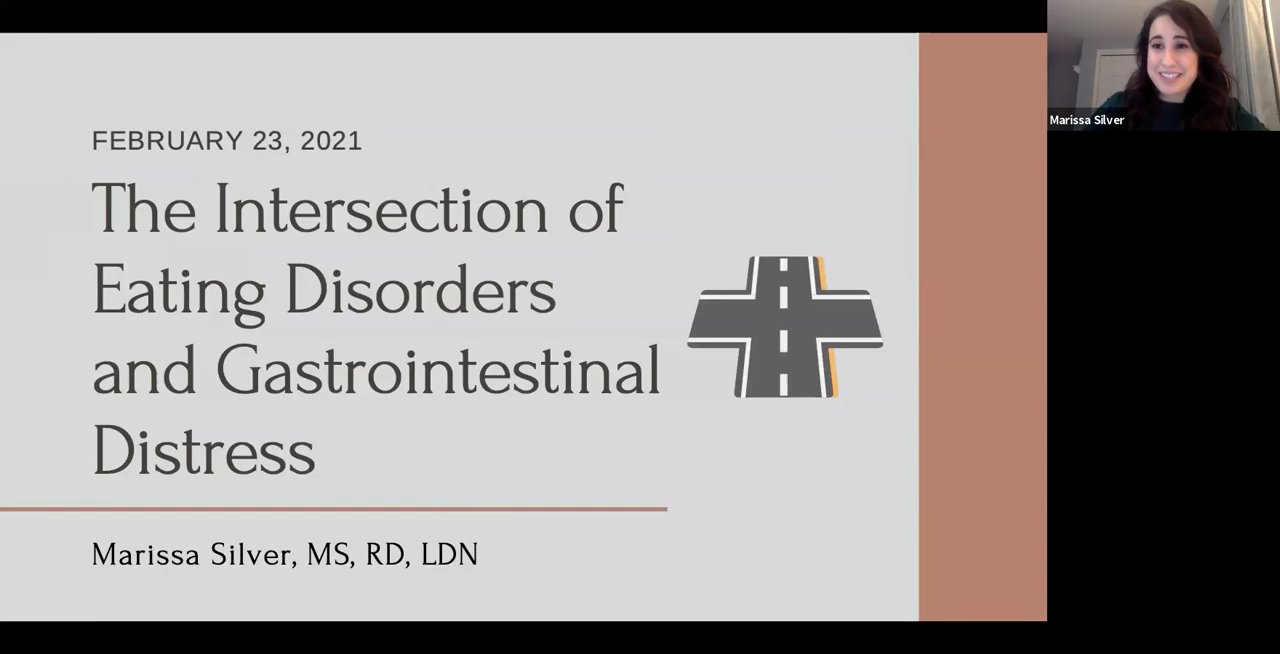 FEBRUARY 23, 2021
The Intersection of
Eating Disorders
and Gastrointestinal
Distress
Marissa Silver, MS, RD, LDN
Marissa Silver